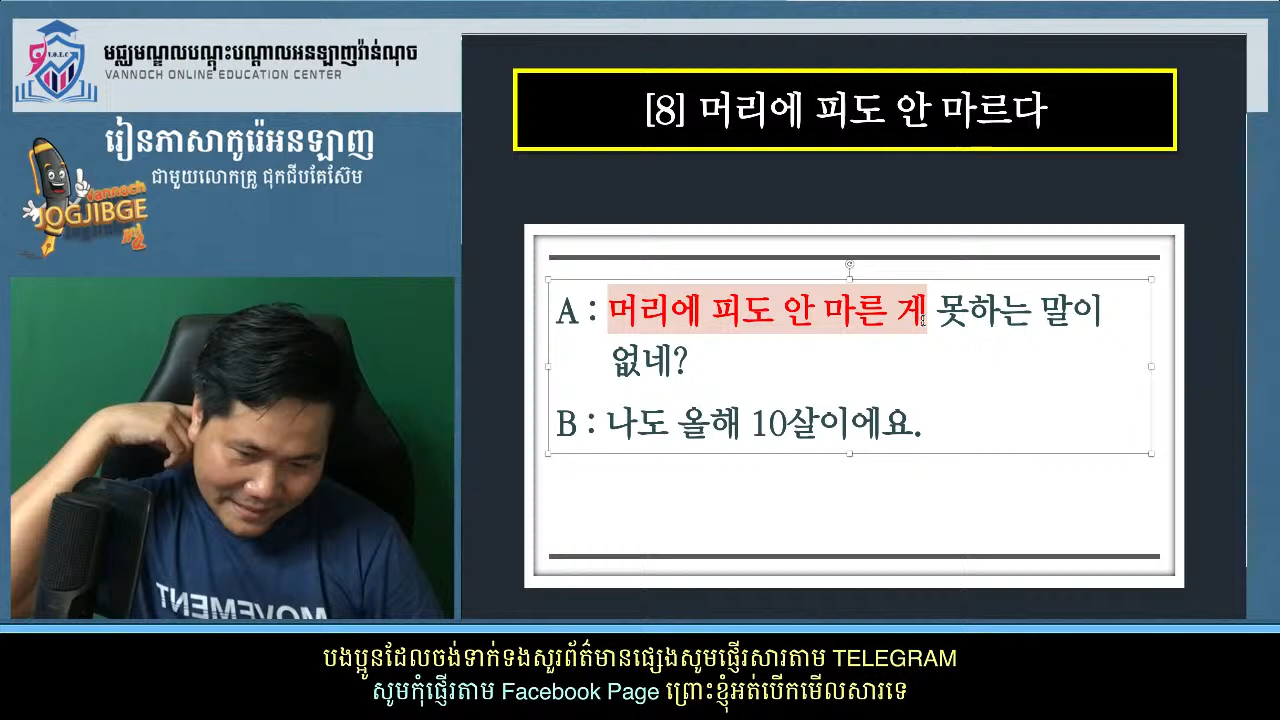 មជ្ឈមណ្ឌលបណ្តុះបណ្តាលអនឡាញវ៉ាន់ណុច
VANNOCH ONLINE EDUCATION CENTER
V.O.E.C
រៀនភាសាកូរ៉េអនឡាញ
ជាមួយលោកគ្រូ ជុកជីបគែស៊ែម
Vannoch
JOGJIBGE
[8] 머리에 피도 안 마르다
A : 머리에 피도 안 마른 게 못하는 말이
없네?
B : 나도 올해 10살이에요.
MOVEMENT
បងប្អូនដែលចង់ទាក់ទងសួរព័ត៌មានផ្សេងសូមផ្ញើរសារតាម TELEGRAM
សូមកុំផ្ញើរតាម Facebook Page ព្រោះខ្ញុំអត់បើកមើលសារទេ